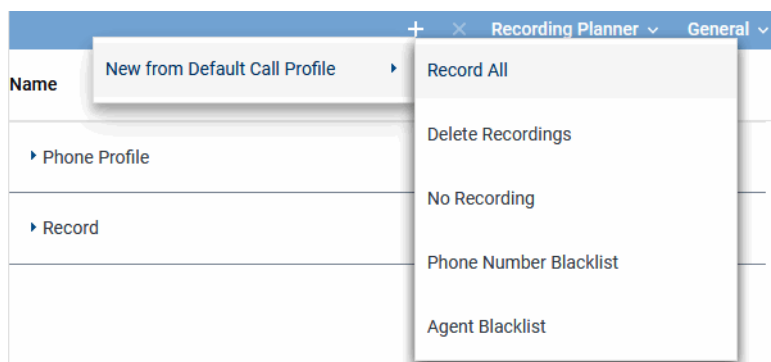 Recording Planner
General
New from Default Call Profile
Record All
Name
Delete Recordings
Phone Profile
No Recording
Record
Phone Number Blacklist
Agent Blacklist